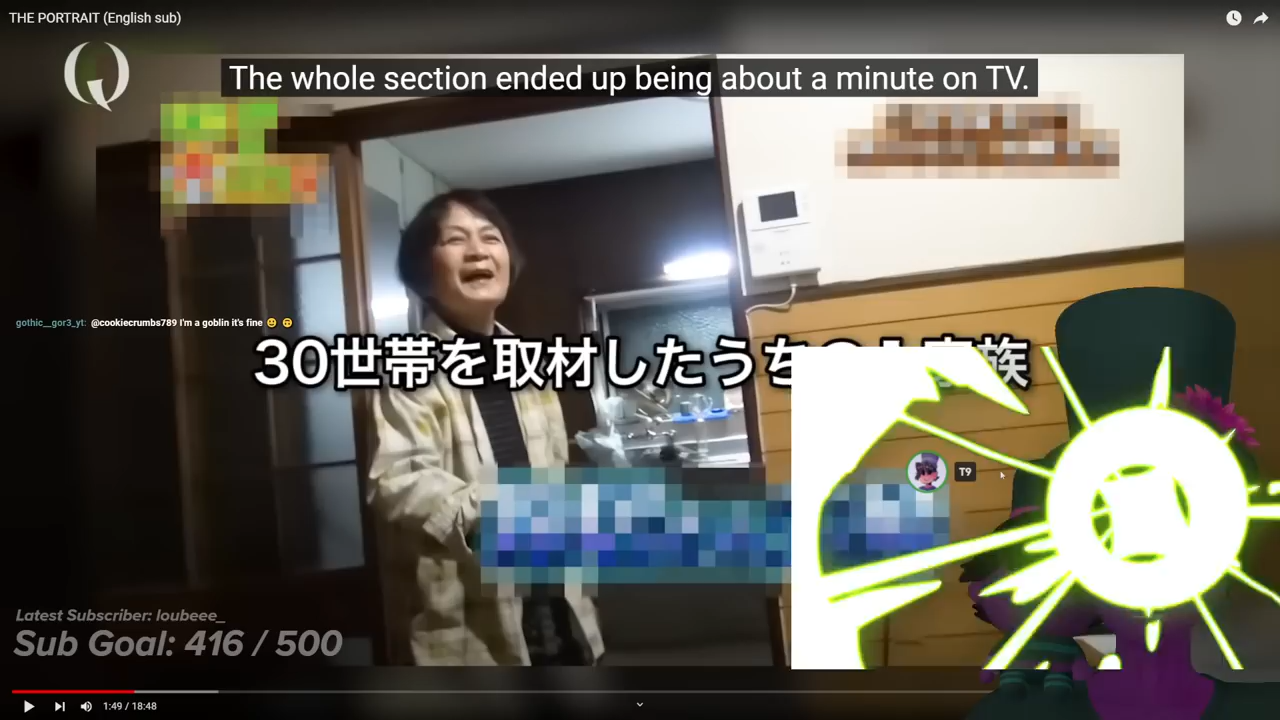 THE PORTRAIT (English sub)
Q
The whole section ended up being about a minute on TV.
gothic__gor3_yt: @cookiecrumbs789 I'm a goblin it's fine 😃 🙃
30世帯を取材したうち
族
T9
Latest Subscriber: loubeee_
Sub Goal: 416 / 500
1:49 / 18:48